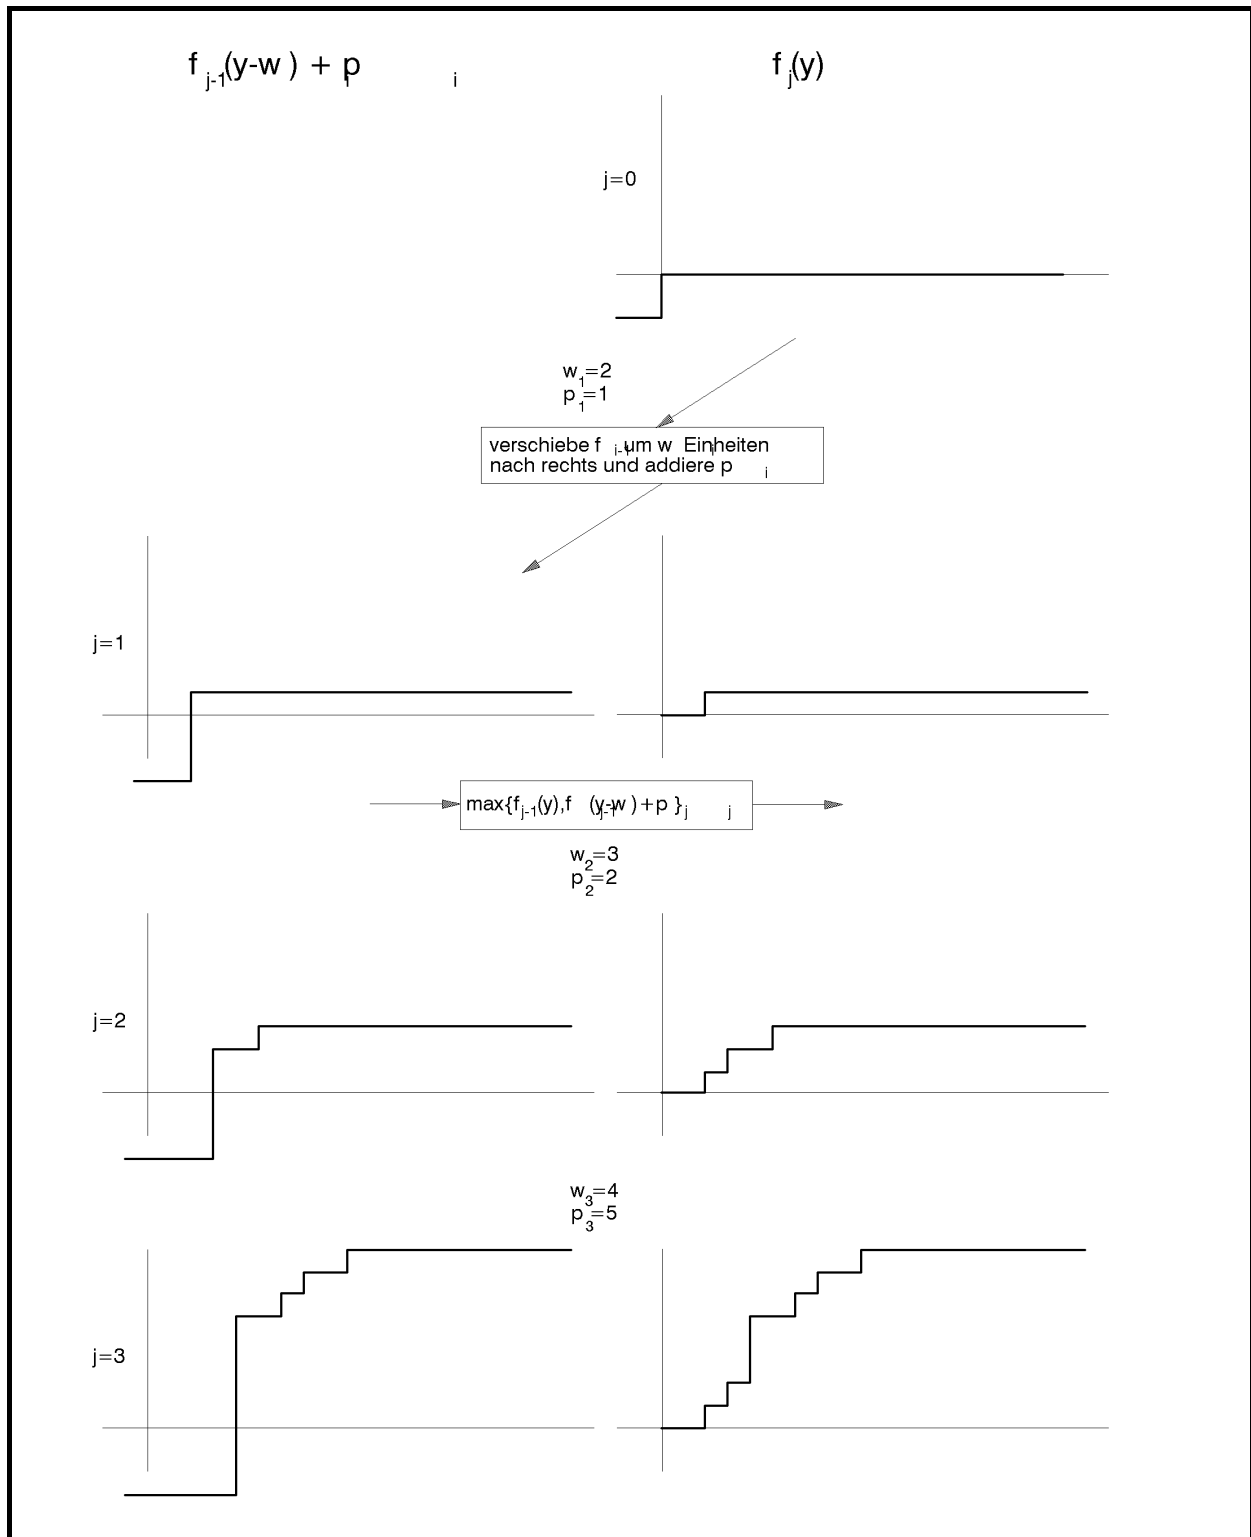 f j-1(y-w i) + p i
f j(y)
j=0
w1=2
p1=1
verschiebe f i-1 um w i Einheiten
nach rechts und addiere p i
j=1
max{f j-1(y),f j-1(y-w j)+p j}
w2=3
p2=2
j=2
w3=4
p3=5
j=3